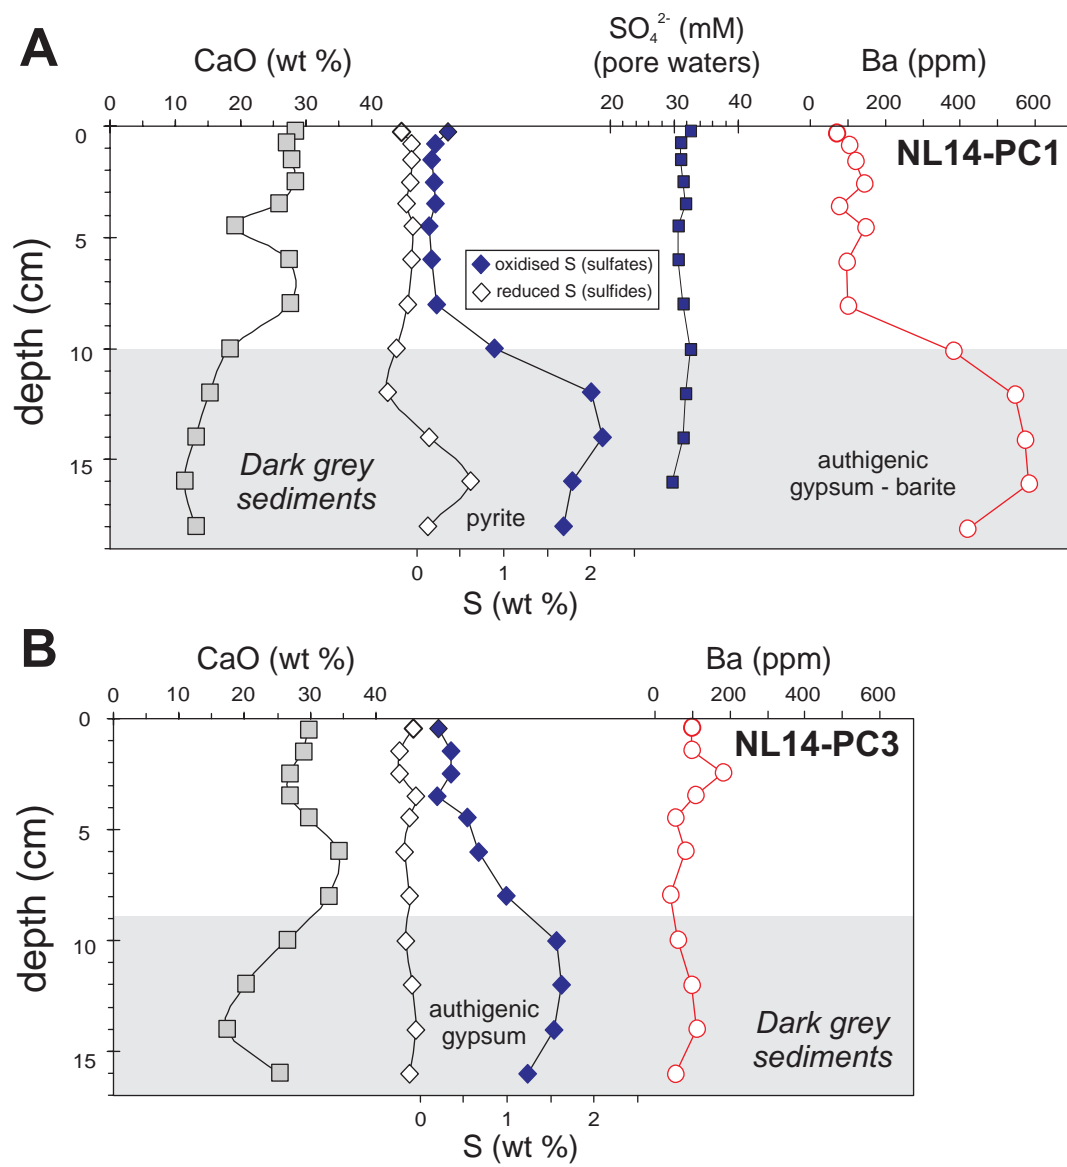 A
CaO (wt %)
SO₄²⁻ (mM)
(pore waters)
Ba (ppm)
0 10 20 30 40
20 30 40
0 200 400 600
NL14-PC1
depth (cm)
0
5
10
15
oxidised S (sulfates)
reduced S (sulfides)
Dark grey
sediments
pyrite
authigenic
gypsum - barite
0 1 2
S (wt %)
B
CaO (wt %)
Ba (ppm)
0 10 20 30 40
0 200 400 600
NL14-PC3
depth (cm)
0
5
10
15
authigenic
gypsum
Dark grey
sediments
0 1 2
S (wt %)